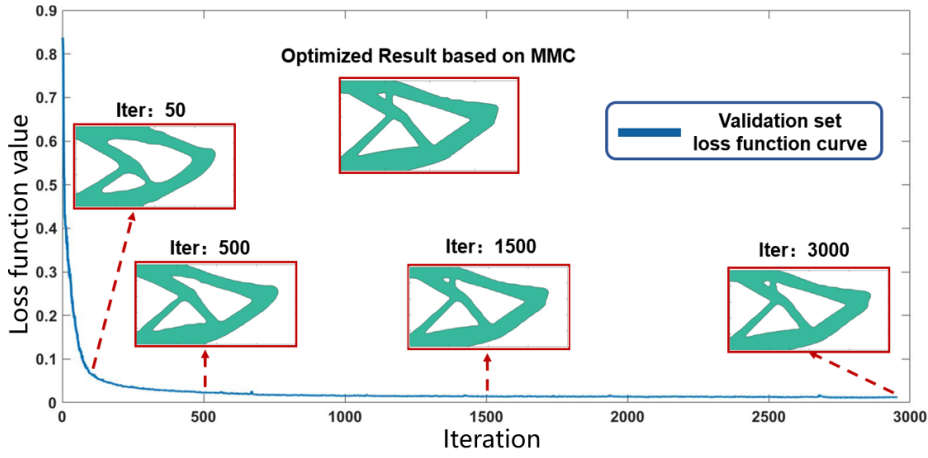 Optimized Result based on MMC
Iter: 50
Validation set
loss function curve
Iter: 500
Iter: 1500
Iter: 3000
Loss function value
0.9
0.8
0.7
0.6
0.5
0.4
0.3
0.2
0.1
0
0
500
1000
1500
2000
2500
3000
Iteration